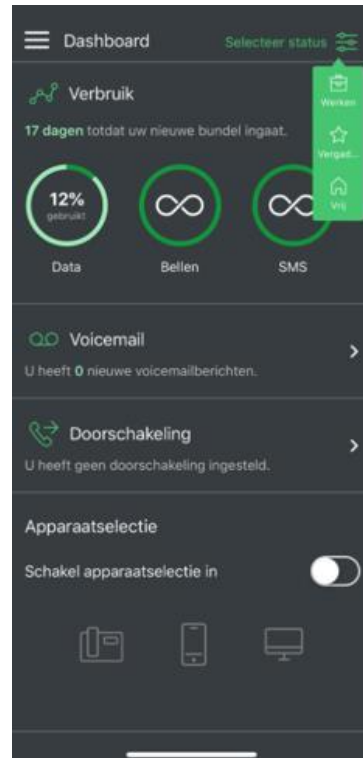 Dashboard
Selecteer status
Verbruik
Werken
17 dagen totdat uw nieuwe bundel ingaat.
Vergad...
12%
gebruikt
Vrij
Data
Bellen
SMS
Voicemail
U heeft 0 nieuwe voicemailberichten.
Doorschakeling
U heeft geen doorschakeling ingesteld.
Apparaatselectie
Schakel apparaatselectie in